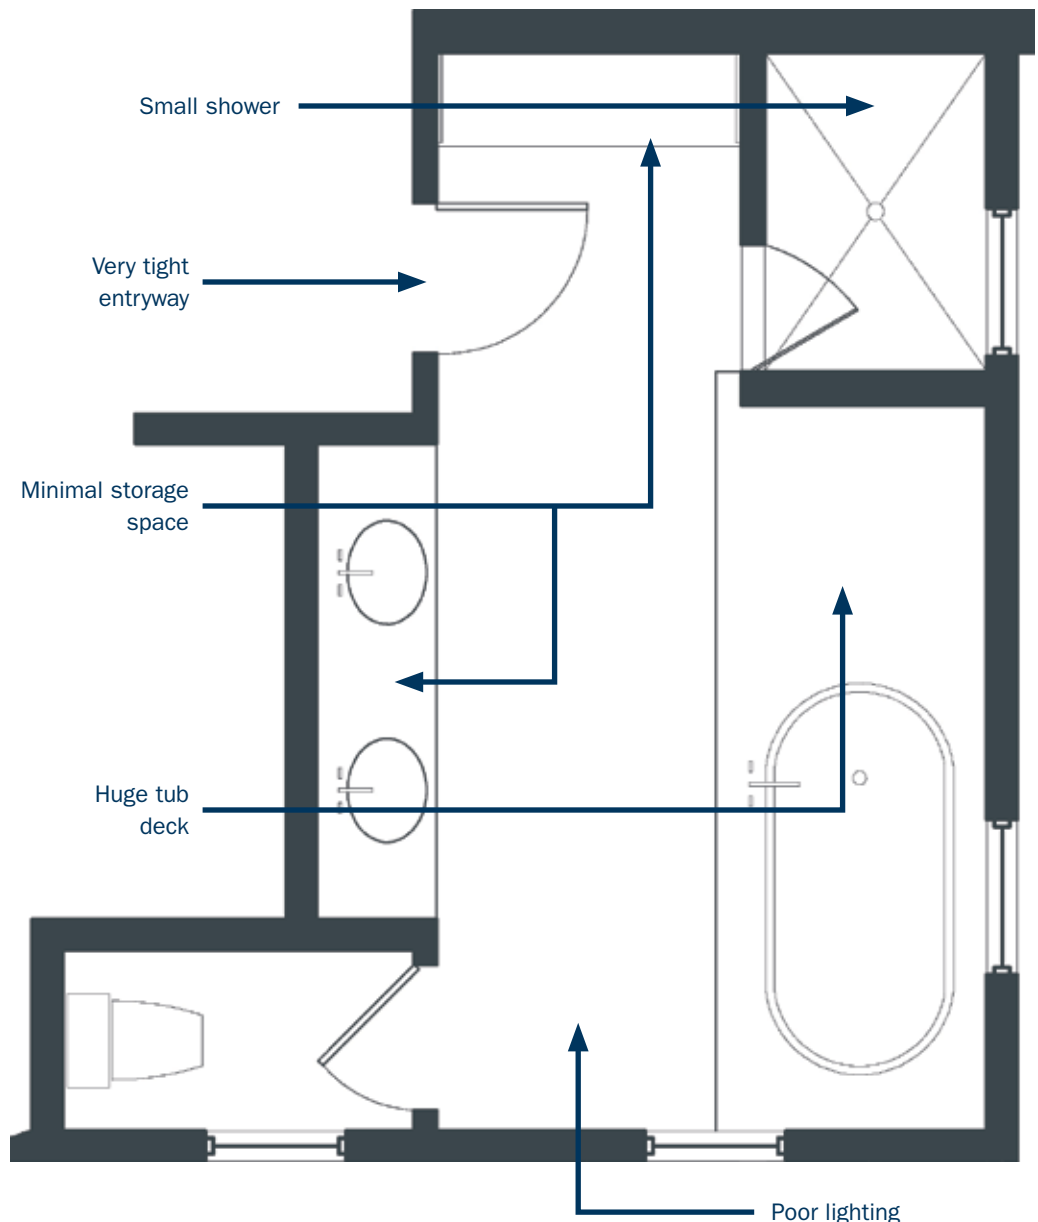 Small shower
Very tight
entryway
Minimal storage
space
Huge tub
deck
Poor lighting